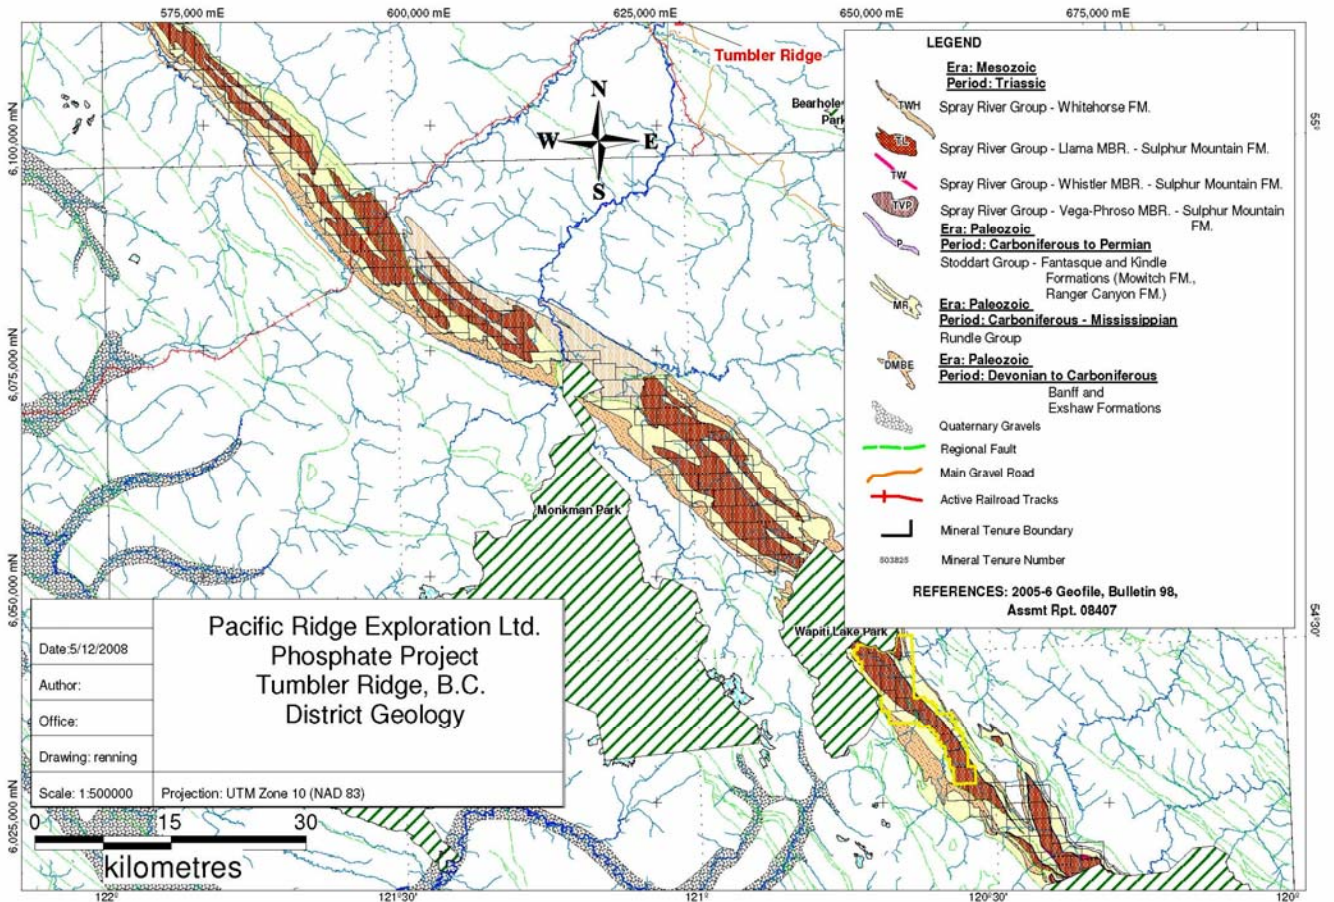 575,000 mE
600,000 mE
625,000 mE
650,000 mE
675,000 mE
Tumbler Ridge
Bearhole
Park
N
W
E
S
6,100,000 mN
6,075,000 mN
6,050,000 mN
6,025,000 mN
55°
54°30'
Monkman Park
Wapiti Lake Park
LEGEND
Era: Mesozoic
Period: Triassic
TWH
Spray River Group - Whitehorse FM.
TL
Spray River Group - Llama MBR. - Sulphur Mountain FM.
TW
Spray River Group - Whistler MBR. - Sulphur Mountain FM.
TVP
Spray River Group - Vega-Phroso MBR. - Sulphur Mountain
FM.
Era: Paleozoic
Period: Carboniferous to Permian
P
Stoddart Group - Fantasque and Kindle
Formations (Mowitch FM.,
Ranger Canyon FM.)
MR
Era: Paleozoic
Period: Carboniferous - Mississippian
Rundle Group
DMBE
Era: Paleozoic
Period: Devonian to Carboniferous
Banff and
Exshaw Formations
Quaternary Gravels
Regional Fault
Main Gravel Road
Active Railroad Tracks
Mineral Tenure Boundary
503825
Mineral Tenure Number
REFERENCES: 2005-6 Geofile, Bulletin 98,
Assmt Rpt. 08407
Pacific Ridge Exploration Ltd.
Phosphate Project
Tumbler Ridge, B.C.
District Geology
Date:5/12/2008
Author:
Office:
Drawing: renning
Scale: 1:500000
Projection: UTM Zone 10 (NAD 83)
0
15
30
kilometres
122°
121°30'
121°
120°30'
120°